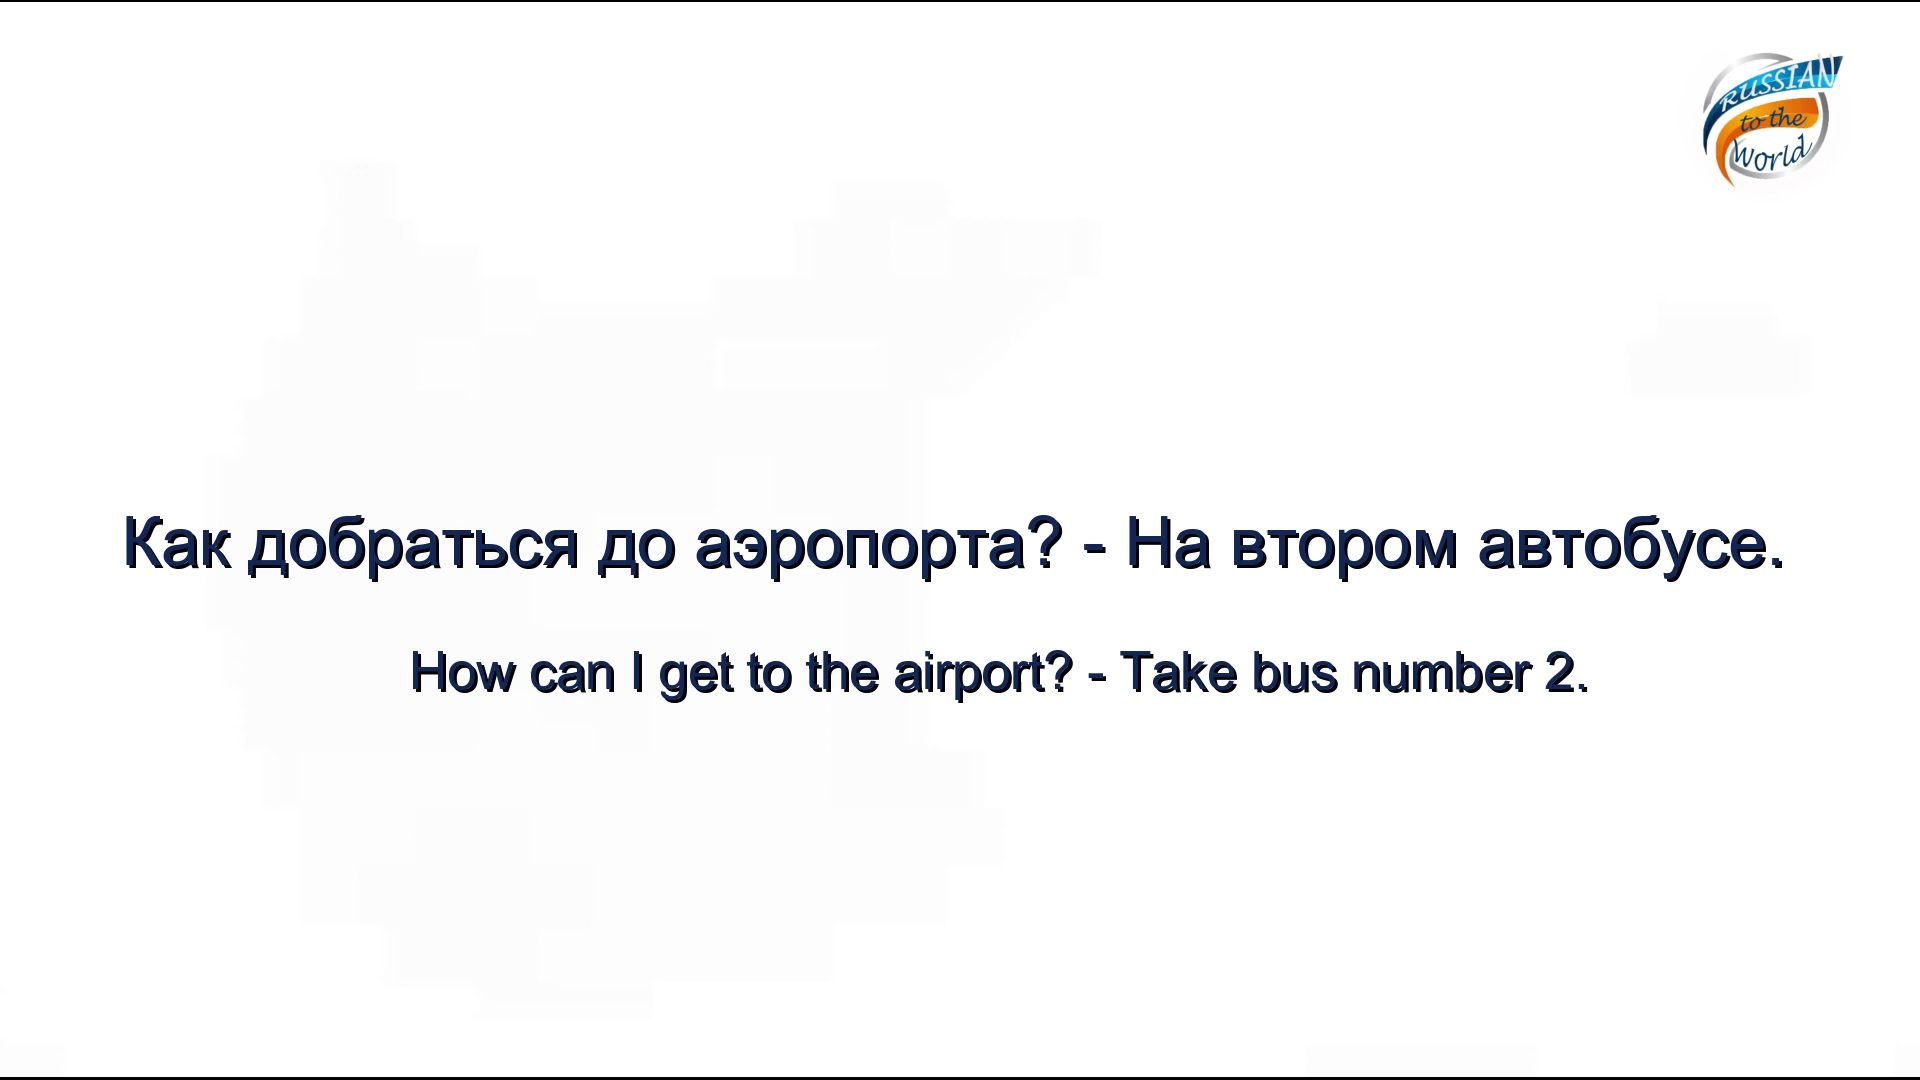 RUSSIAN
to the
World
Как добраться до аэропорта? - На втором автобусе.
How can I get to the airport? - Take bus number 2.